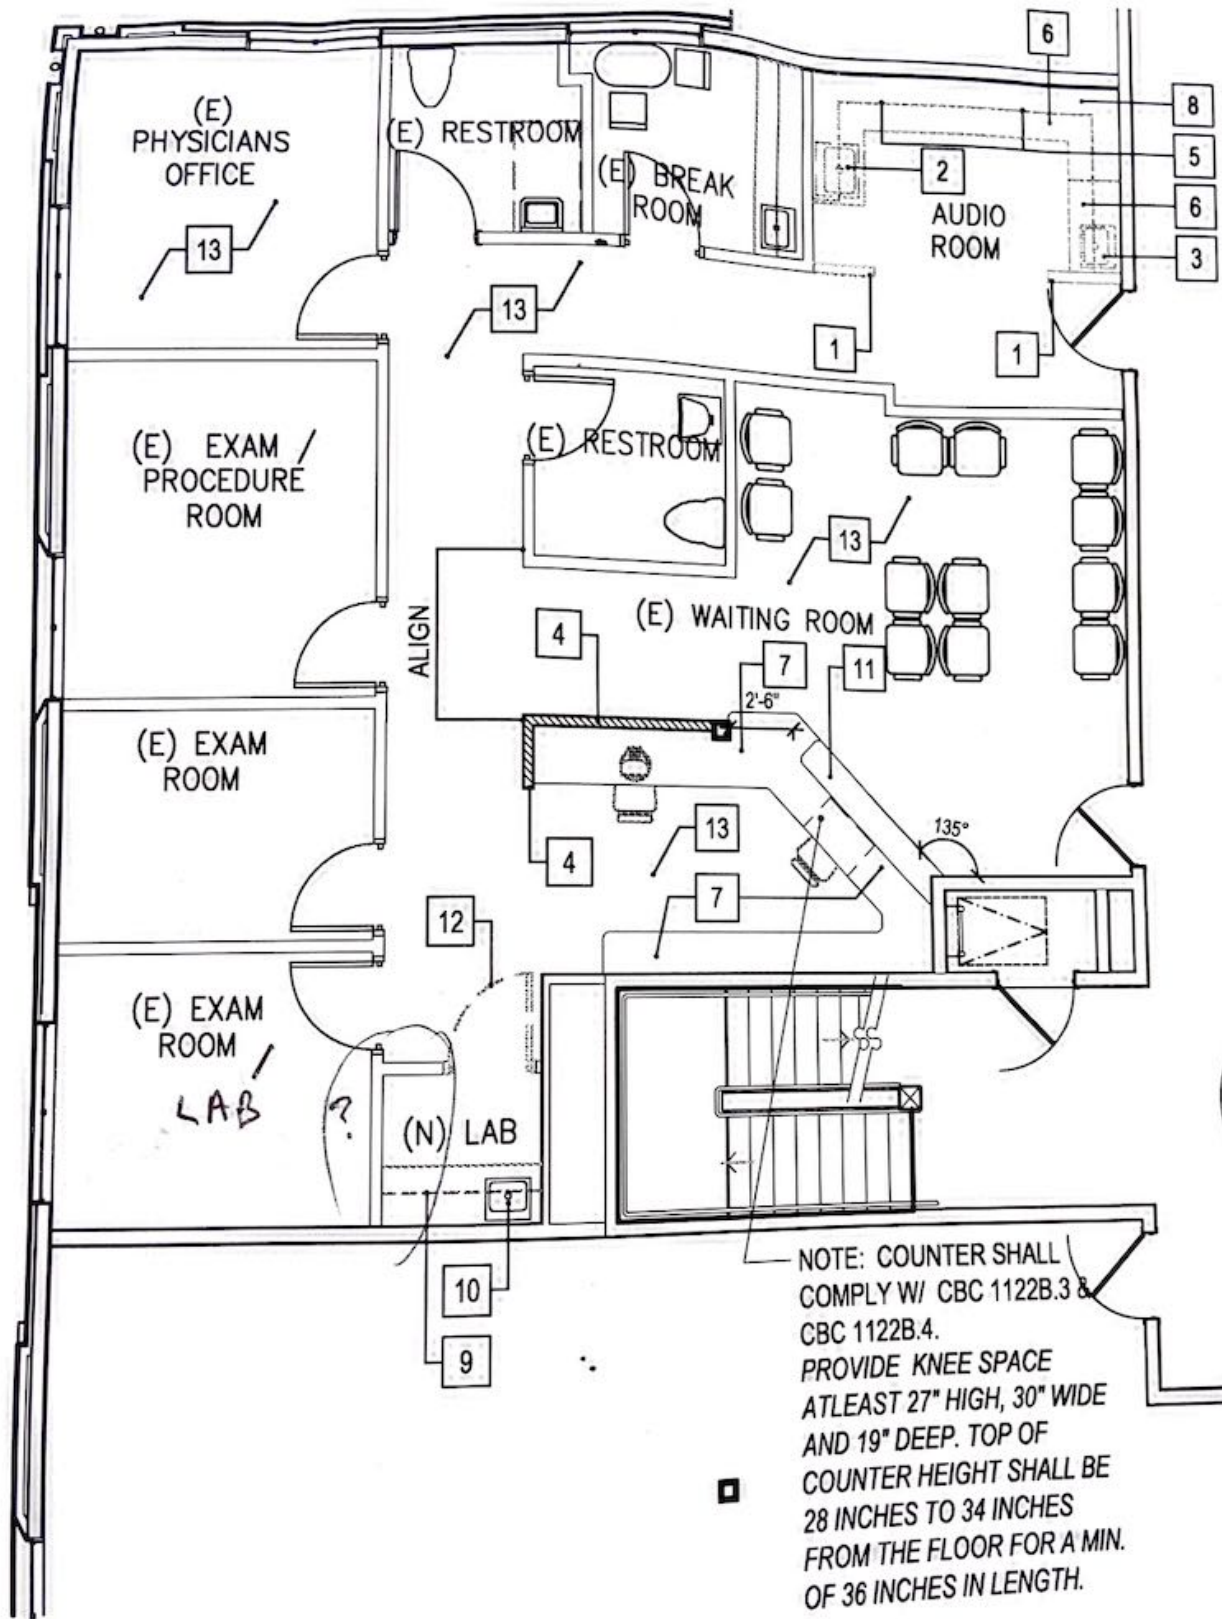 6
(E)
PHYSICIANS
OFFICE
(E) RESTROOM
(E) BREAK
ROOM
2
8
5
6
AUDIO
ROOM
3
13
13
1
1
(E) EXAM
PROCEDURE
ROOM
(E) RESTROOM
13
ALIGN
4
(E) WAITING ROOM
7
11
2'-6"
(E) EXAM
ROOM
13
135°
4
7
12
(E) EXAM
ROOM
LAB
?
(N) LAB
10
9
NOTE: COUNTER SHALL
COMPLY W/ CBC 1122B.3 &
CBC 1122B.4.
PROVIDE KNEE SPACE
ATLEAST 27" HIGH, 30" WIDE
AND 19" DEEP. TOP OF
COUNTER HEIGHT SHALL BE
28 INCHES TO 34 INCHES
FROM THE FLOOR FOR A MIN.
OF 36 INCHES IN LENGTH.